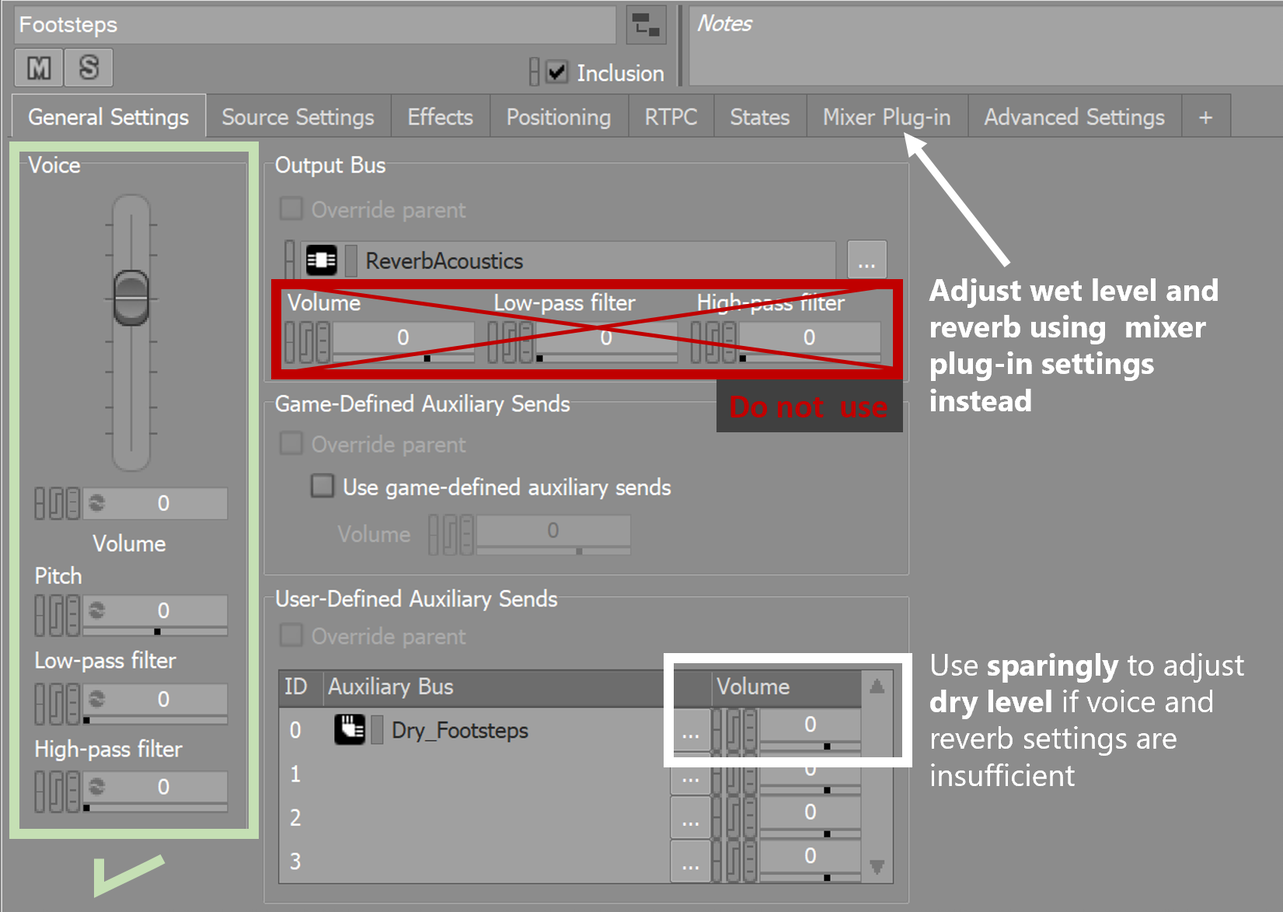 Footsteps
Notes
M S
Inclusion
General Settings Source Settings Effects Positioning RTPC States Mixer Plug-in Advanced Settings +
Voice
0
Volume
Pitch
0
Low-pass filter
0
High-pass filter
0
Output Bus
Override parent
ReverbAcoustics ...
Volume Low-pass filter High-pass filter
0 0 0
Do not use
Adjust wet level and
reverb using mixer
plug-in settings
instead
Game-Defined Auxiliary Sends
Override parent
Use game-defined auxiliary sends
Volume 0
User-Defined Auxiliary Sends
Override parent
ID Auxiliary Bus Volume
0 Dry_Footsteps ... 0
1 ... 0
2 ... 0
3 ... 0
Use sparingly to adjust
dry level if voice and
reverb settings are
insufficient